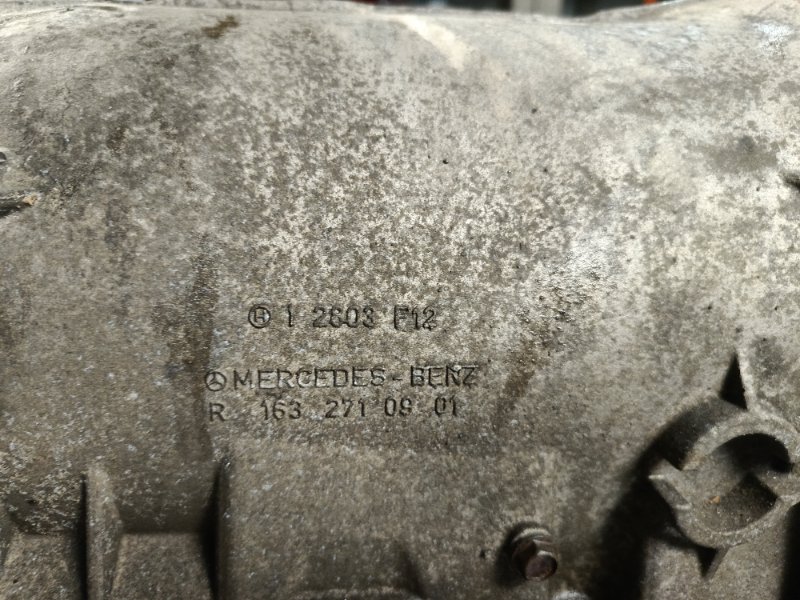 H 1 2603 F12
MERCEDES-BENZ
R 163 271 09 01